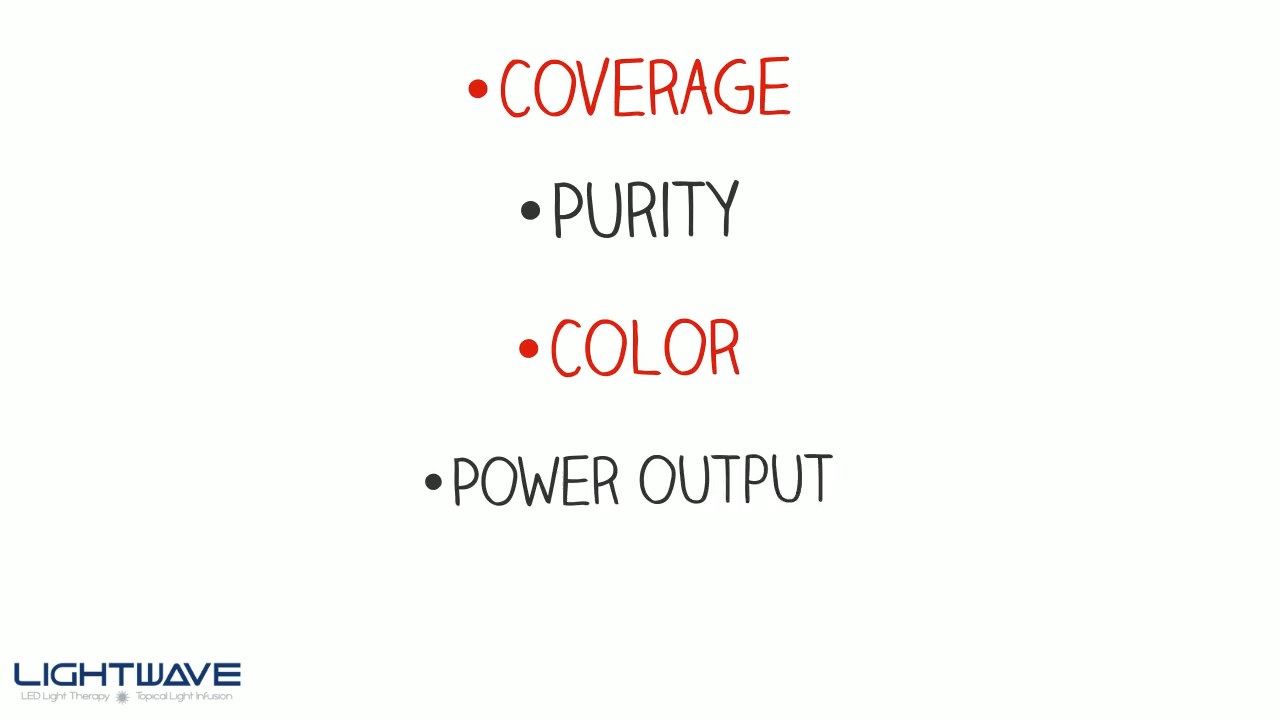 • COVERAGE
• PURITY
• COLOR
• POWER OUTPUT
LIGHTWAVE
LED Light Therapy Topical Light Infusion